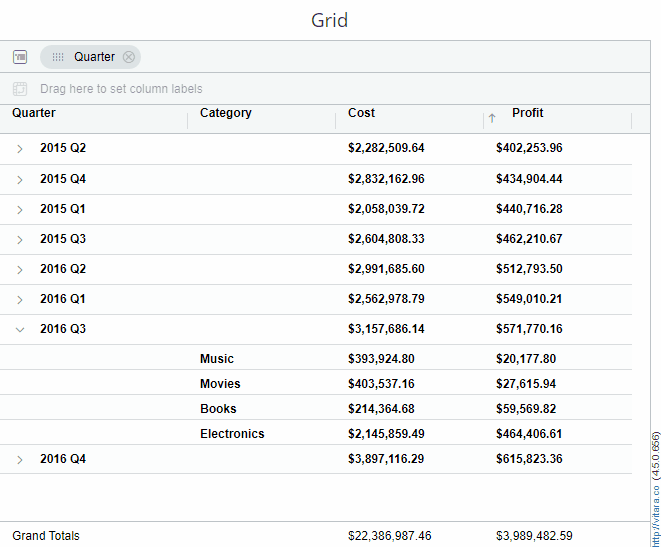 Grid
Quarter
Drag here to set column labels
Quarter Category Cost ↑ Profit
2015 Q2 $2,282,509.64 $402,253.96
2015 Q4 $2,832,162.96 $434,904.44
2015 Q1 $2,058,039.72 $440,716.28
2015 Q3 $2,604,808.33 $462,210.67
2016 Q2 $2,991,685.60 $512,793.50
2016 Q1 $2,562,978.79 $549,010.21
2016 Q3 $3,157,686.14 $571,770.16
Music $393,924.80 $20,177.80
Movies $403,537.16 $27,615.94
Books $214,364.68 $59,569.82
Electronics $2,145,859.49 $464,406.61
2016 Q4 $3,897,116.29 $615,823.36
Grand Totals $22,386,987.46 $3,989,482.59
http://vitara.co (4.5.0.656)